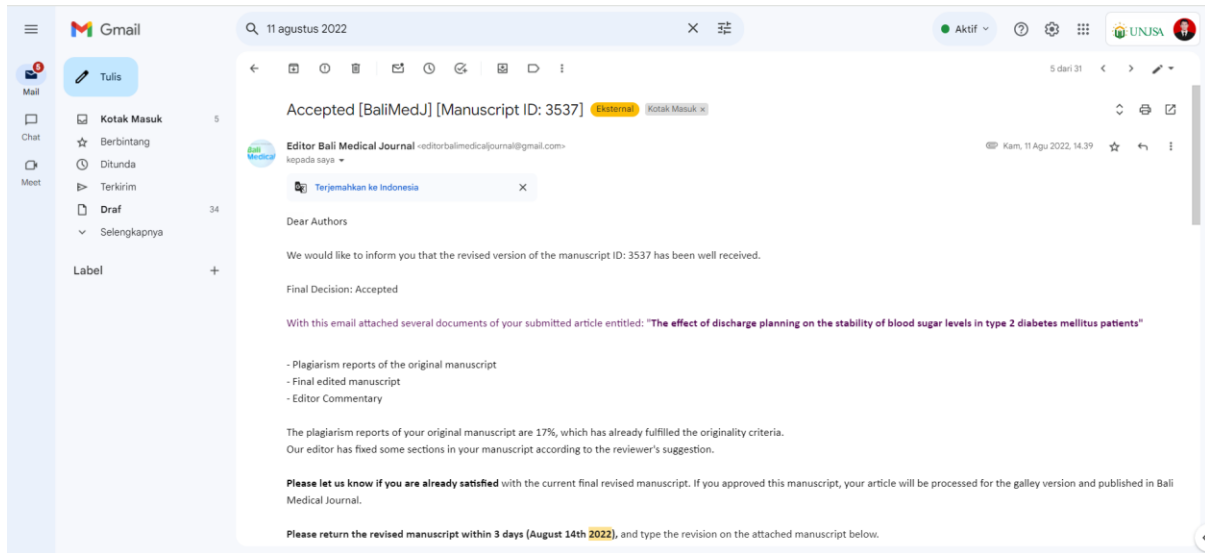 Gmail
11 agustus 2022
Aktif
UNUSA
Mail
Chat
Meet
Tulis
Kotak Masuk 5
Berbintang
Ditunda
Terkirim
Draf 34
Selengkapnya
Label
5 dari 31
Accepted [BaliMedJ] [Manuscript ID: 3537] Eksternal Kotak Masuk ×
Bali
Medical
Editor Bali Medical Journal <editorbalimedicaljournal@gmail.com>
Kam, 11 Agu 2022, 14.39
kepada saya
Terjemahkan ke Indonesia
Dear Authors
We would like to inform you that the revised version of the manuscript ID: 3537 has been well received.
Final Decision: Accepted
With this email attached several documents of your submitted article entitled: "The effect of discharge planning on the stability of blood sugar levels in type 2 diabetes mellitus patients"
- Plagiarism reports of the original manuscript
- Final edited manuscript
- Editor Commentary
The plagiarism reports of your original manuscript are 17%, which has already fulfilled the originality criteria.
Our editor has fixed some sections in your manuscript according to the reviewer's suggestion.
Please let us know if you are already satisfied with the current final revised manuscript. If you approved this manuscript, your article will be processed for the galley version and published in Bali
Medical Journal.
Please return the revised manuscript within 3 days (August 14th 2022), and type the revision on the attached manuscript below.